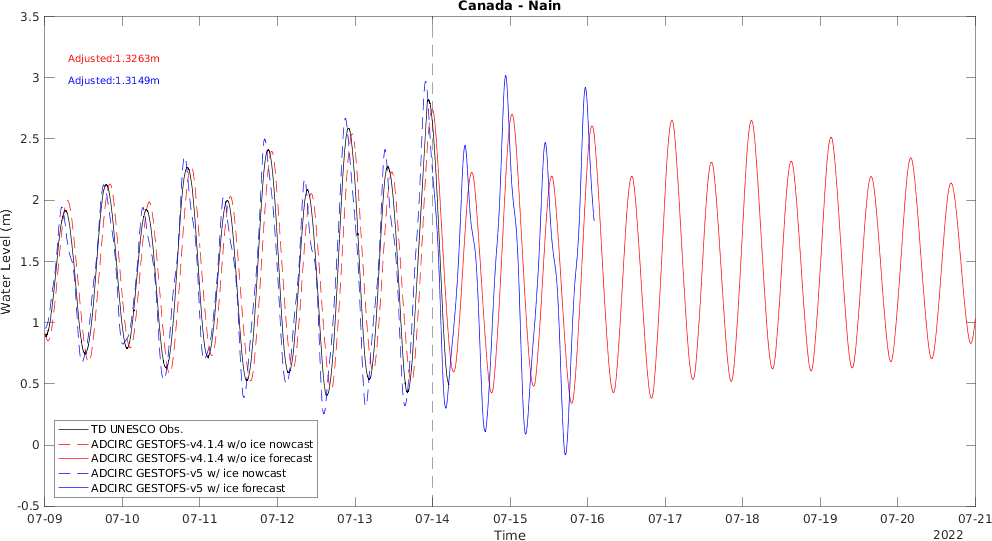 Canada - Nain
Adjusted:1.3263m
Adjusted:1.3149m
3.5
3
2.5
2
1.5
1
0.5
0
-0.5
Water Level (m)
TD UNESCO Obs.
ADCIRC GESTOFS-v4.1.4 w/o ice nowcast
ADCIRC GESTOFS-v4.1.4 w/o ice forecast
ADCIRC GESTOFS-v5 w/ ice nowcast
ADCIRC GESTOFS-v5 w/ ice forecast
07-09 07-10 07-11 07-12 07-13 07-14 07-15 07-16 07-17 07-18 07-19 07-20 07-21
Time
2022